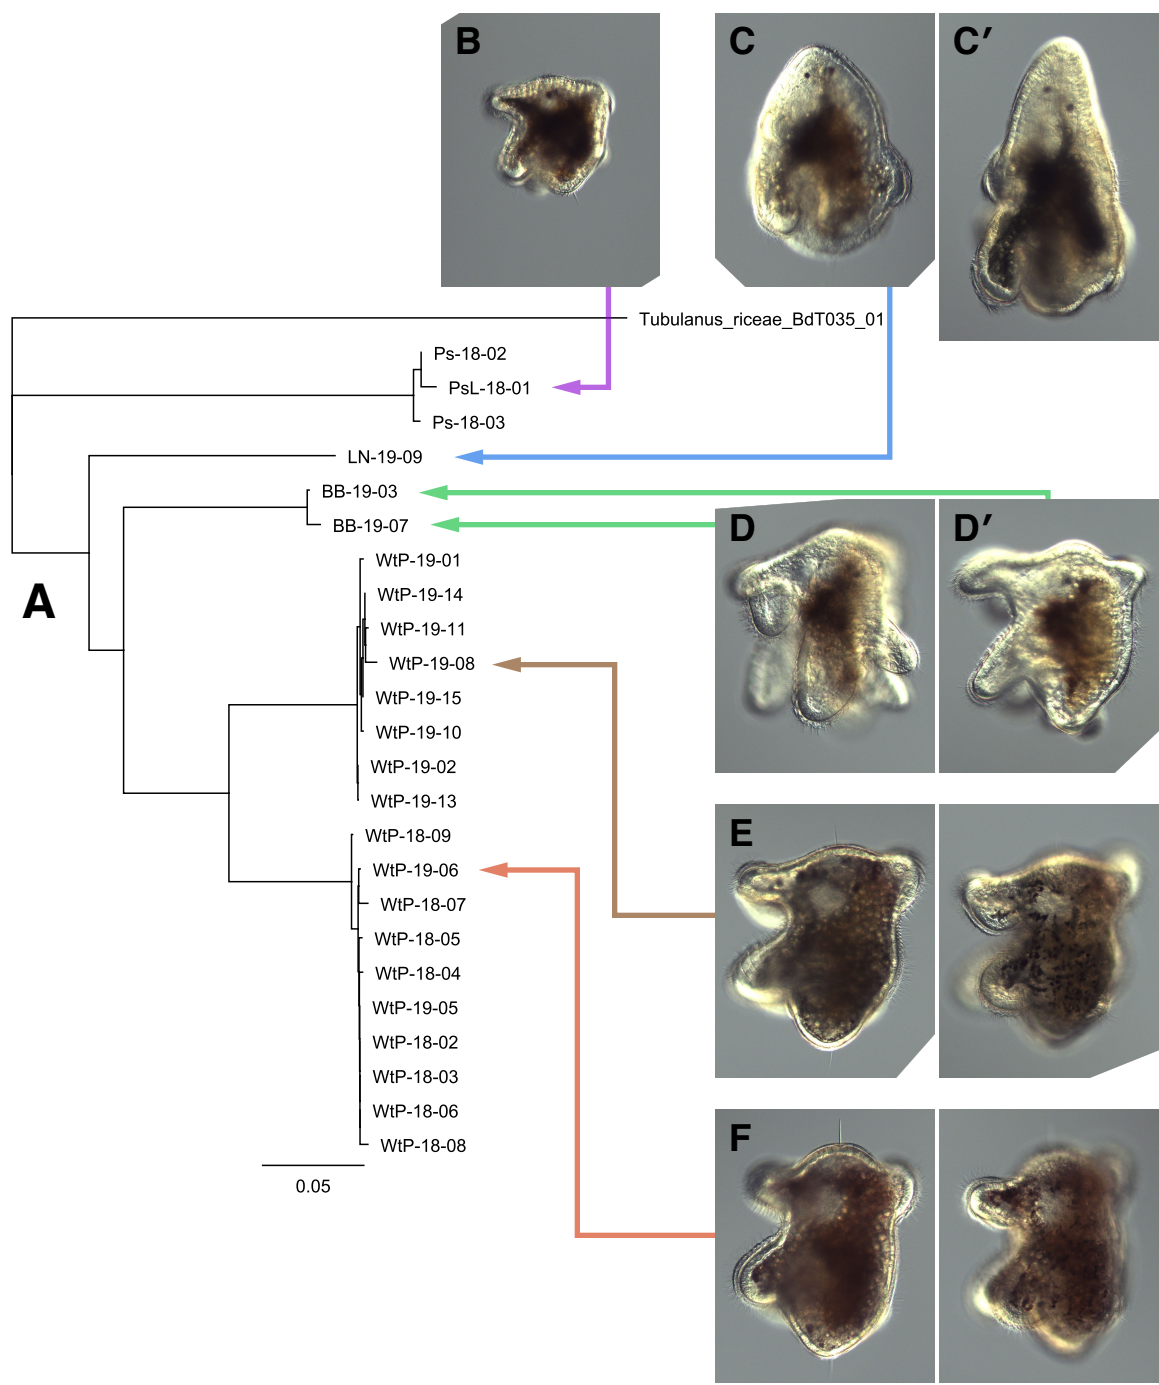 B
C
C′
Tubulanus_riceae_BdT035_01
Ps-18-02
PsL-18-01
Ps-18-03
LN-19-09
BB-19-03
BB-19-07
D
D′
WtP-19-01
A
WtP-19-14
WtP-19-11
WtP-19-08
WtP-19-15
WtP-19-10
WtP-19-02
WtP-19-13
E
WtP-18-09
WtP-19-06
WtP-18-07
WtP-18-05
WtP-18-04
WtP-19-05
WtP-18-02
WtP-18-03
WtP-18-06
F
WtP-18-08
0.05